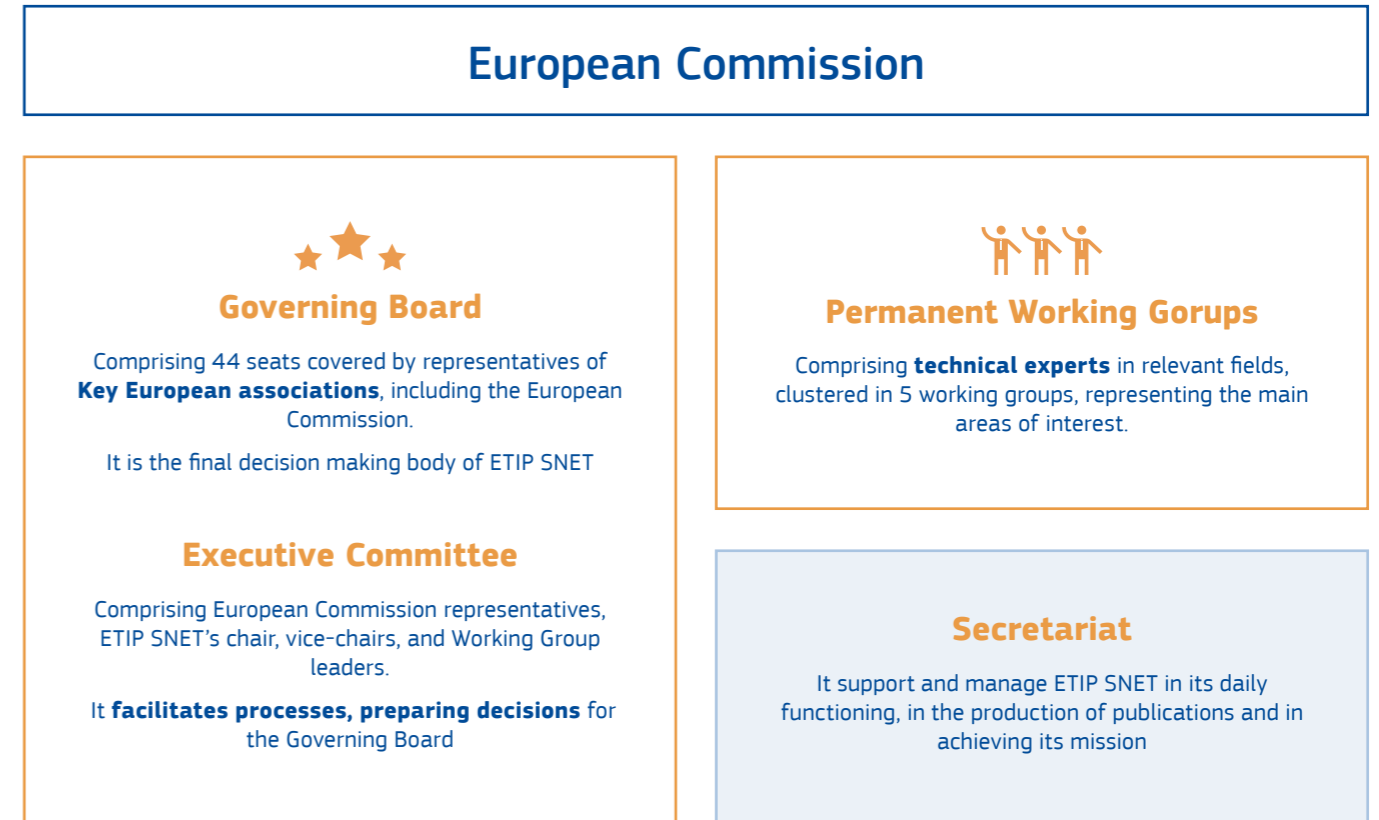 European Commission
Governing Board
Comprising 44 seats covered by representatives of
Key European associations, including the European
Commission.
It is the final decision making body of ETIP SNET
Executive Committee
Comprising European Commission representatives,
ETIP SNET’s chair, vice-chairs, and Working Group
leaders.
It facilitates processes, preparing decisions for
the Governing Board
Permanent Working Gorups
Comprising technical experts in relevant fields,
clustered in 5 working groups, representing the main
areas of interest.
Secretariat
It support and manage ETIP SNET in its daily
functioning, in the production of publications and in
achieving its mission